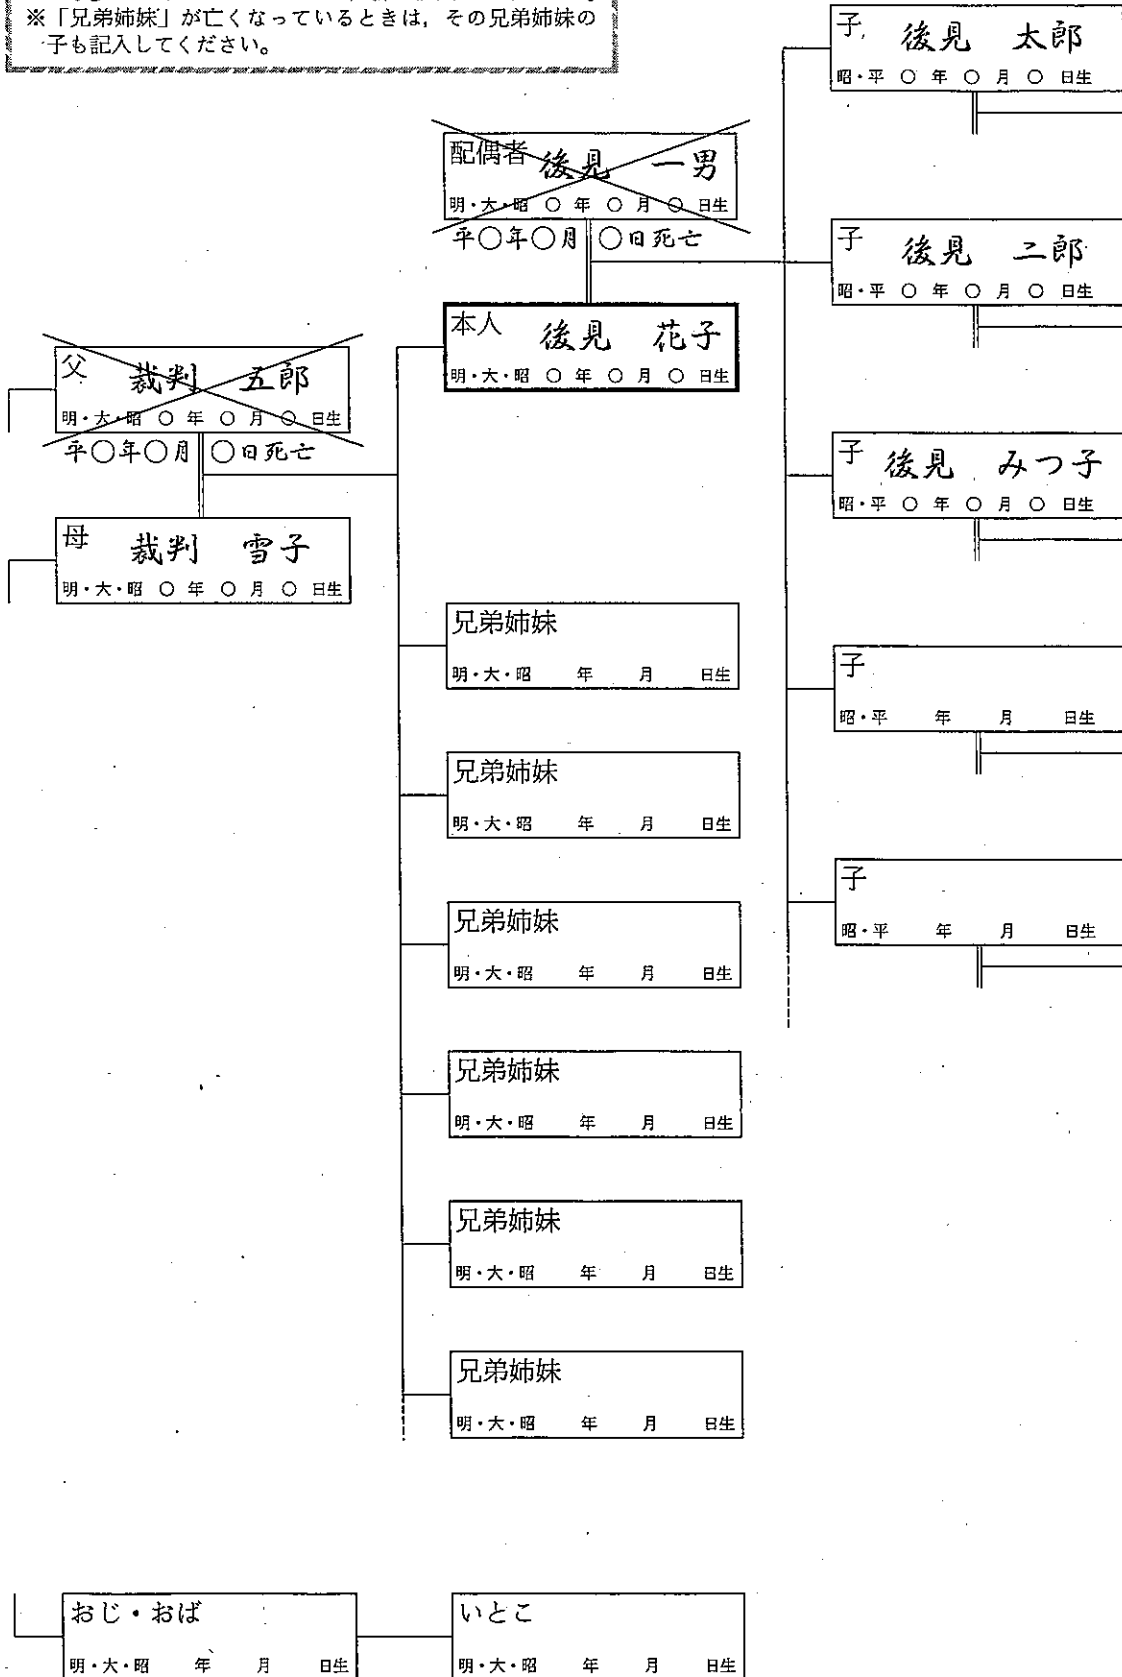 ※「兄弟姉妹」が亡くなっているときは，その兄弟姉妹の
子も記入してください。
子 後見 太郎
昭・平 〇 年 〇 月 〇 日生
配偶者 後見 一男
明・大・昭 〇 年 〇 月 〇 日生
平〇年〇月〇日死亡
子 後見 二郎
昭・平 〇 年 〇 月 〇 日生
本人 後見 花子
明・大・昭 〇 年 〇 月 〇 日生
父 裁判 五郎
明・大・昭 〇 年 〇 月 〇 日生
平〇年〇月〇日死亡
子 後見 みつ子
昭・平 〇 年 〇 月 〇 日生
母 裁判 雪子
明・大・昭 〇 年 〇 月 〇 日生
兄弟姉妹
明・大・昭 年 月 日生
子
昭・平 年 月 日生
兄弟姉妹
明・大・昭 年 月 日生
子
昭・平 年 月 日生
兄弟姉妹
明・大・昭 年 月 日生
兄弟姉妹
明・大・昭 年 月 日生
兄弟姉妹
明・大・昭 年 月 日生
兄弟姉妹
明・大・昭 年 月 日生
おじ・おば
明・大・昭 年 月 日生
いとこ
明・大・昭 年 月 日生